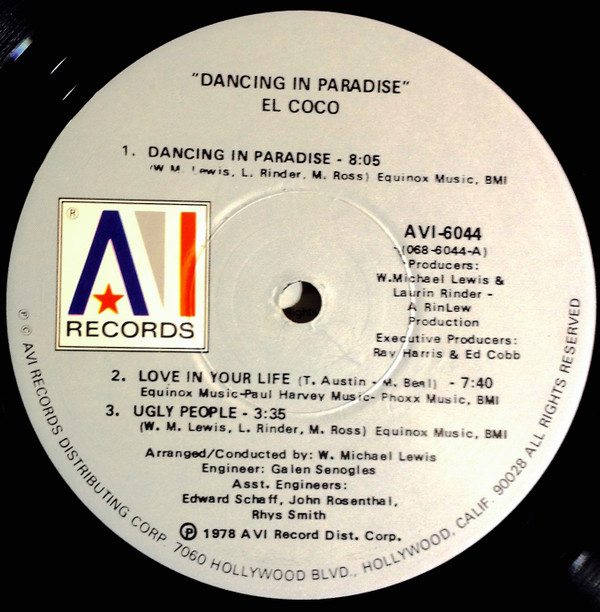 "DANCING IN PARADISE"
EL COCO
1. DANCING IN PARADISE - 8:05
(W. M. Lewis, L. Rinder, M. Ross) Equinox Music, BMI
®
AVI
RECORDS
AVI-6044
(068-6044-A)
Producers:
W.Michael Lewis &
Laurin Rinder -
A RinLew
Production
Executive Producers:
Ray Harris & Ed Cobb
2. LOVE IN YOUR LIFE (T. Austin - M. Beal) - 7:40
Equinox Music-Paul Harvey Music- Phoxx Music, BMI
3. UGLY PEOPLE - 3:35
(W. M. Lewis, L. Rinder, M. Ross) Equinox Music, BMI
Arranged/Conducted by: W. Michael Lewis
Engineer: Galen Senogles
Asst. Engineers:
Edward Schaff, John Rosenthal,
Rhys Smith
℗ 1978 AVI Record Dist. Corp.
℗ © AVI RECORDS DISTRIBUTING CORP. 7060 HOLLYWOOD BLVD., HOLLYWOOD, CALIF. 90028 ALL RIGHTS RESERVED